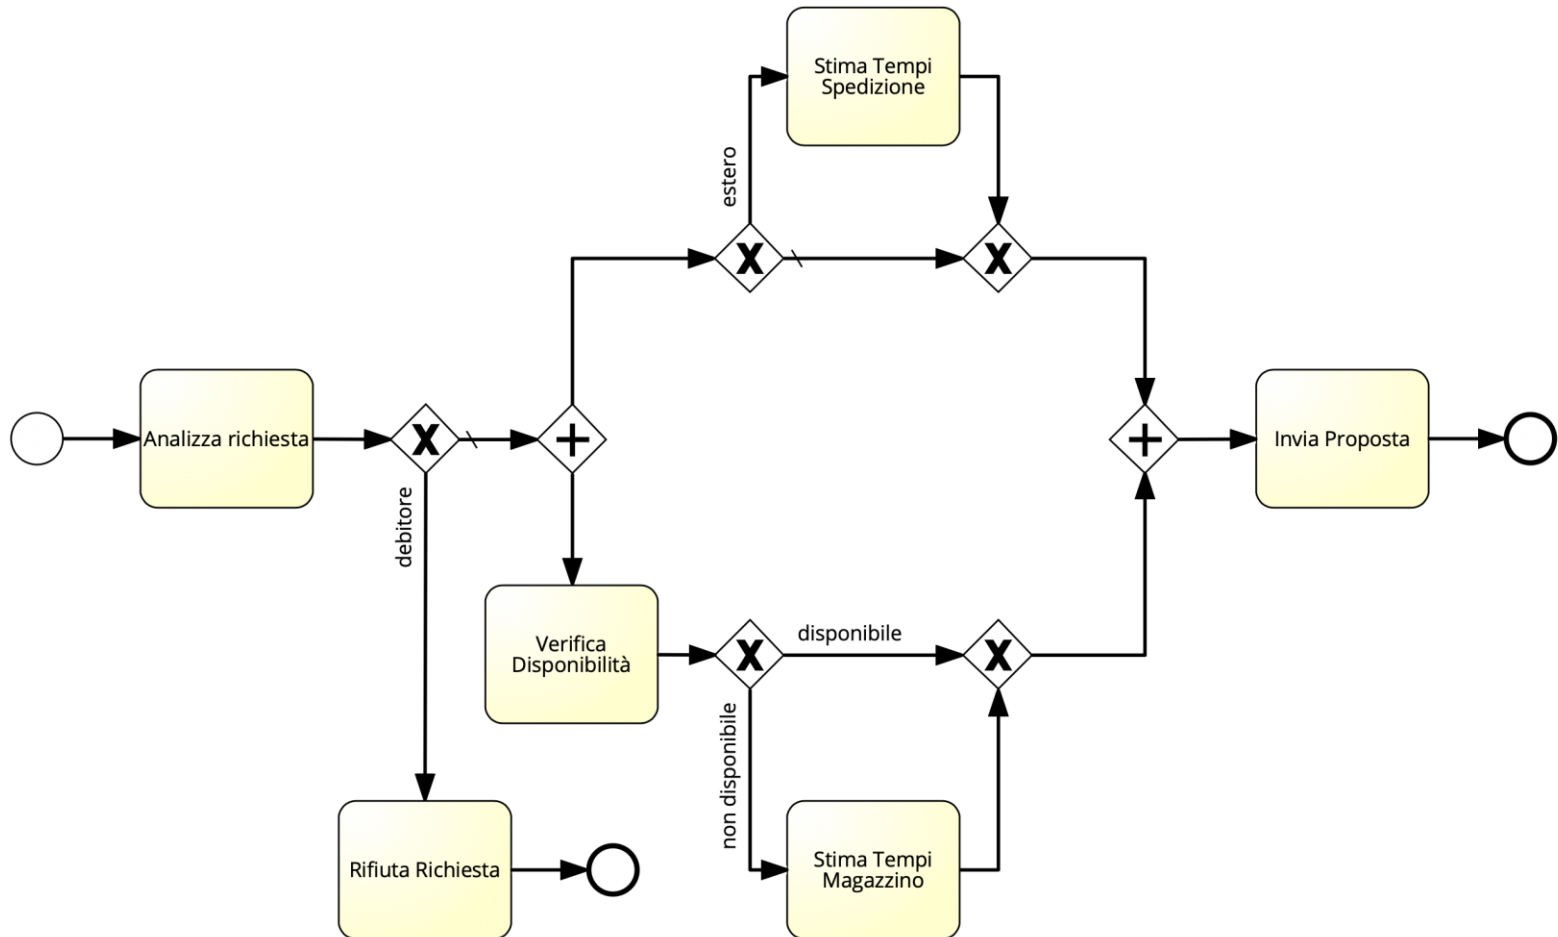 Stima Tempi
Spedizione
estero
Analizza richiesta
debitore
Invia Proposta
Verifica
Disponibilità
disponibile
non disponibile
Rifiuta Richiesta
Stima Tempi
Magazzino